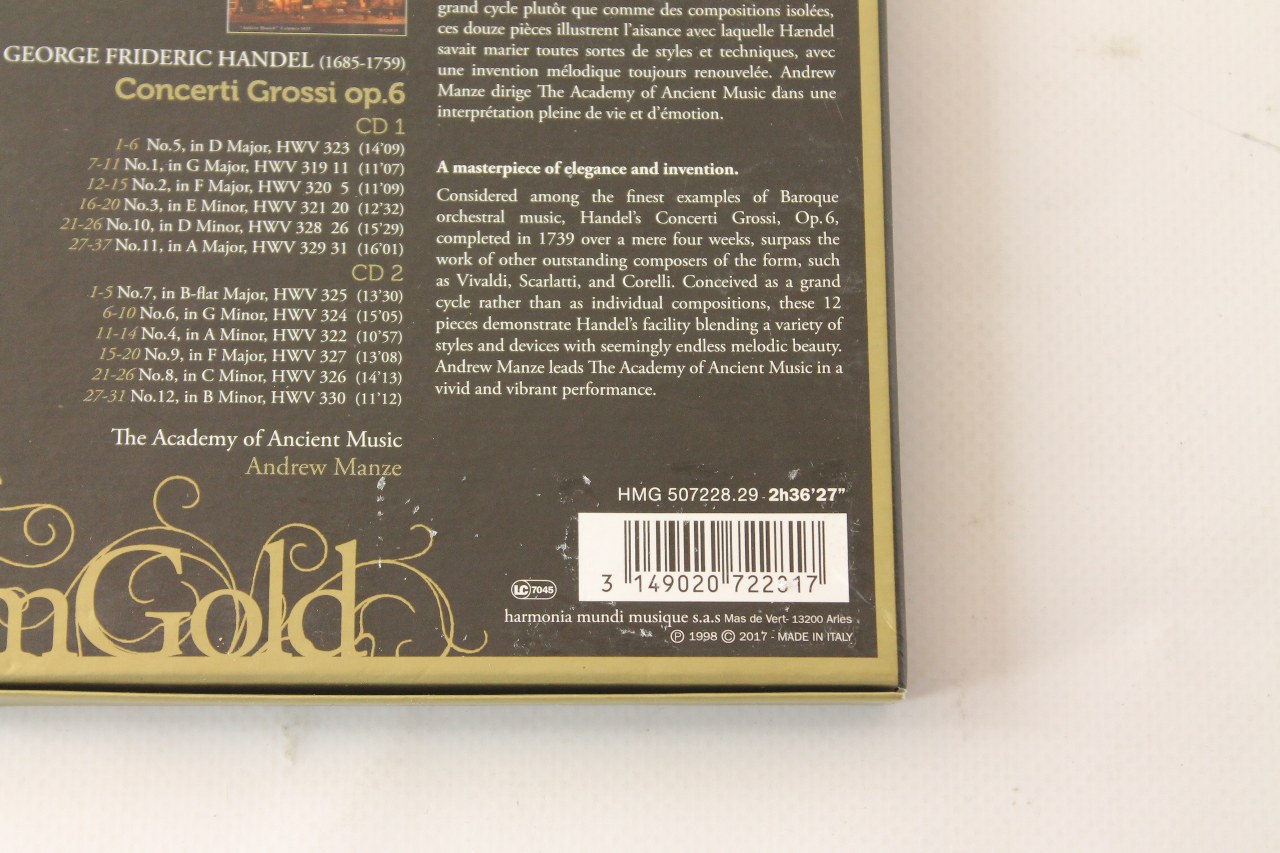 GEORGE FRIDERIC HANDEL (1685-1759)
Concerti Grossi op.6
CD 1
1-6 No.5, in D Major, HWV 323 (14'09)
7-11 No.1, in G Major, HWV 319 11 (11'07)
12-15 No.2, in F Major, HWV 320 5 (11'09)
16-20 No.3, in E Minor, HWV 321 20 (12'32)
21-26 No.10, in D Minor, HWV 328 26 (15'29)
27-37 No.11, in A Major, HWV 329 31 (16'01)
CD 2
1-5 No.7, in B-flat Major, HWV 325 (13'30)
6-10 No.6, in G Minor, HWV 324 (15'05)
11-14 No.4, in A Minor, HWV 322 (10'57)
15-20 No.9, in F Major, HWV 327 (13'08)
21-26 No.8, in C Minor, HWV 326 (14'13)
27-31 No.12, in B Minor, HWV 330 (11'12)
The Academy of Ancient Music
Andrew Manze
mGold
grand cycle plutôt que comme des compositions isolées,
ces douze pièces illustrent l'aisance avec laquelle Hændel
savait marier toutes sortes de styles et techniques, avec
une invention mélodique toujours renouvelée. Andrew
Manze dirige The Academy of Ancient Music dans une
interprétation pleine de vie et d'émotion.
A masterpiece of elegance and invention.
Considered among the finest examples of Baroque
orchestral music, Handel's Concerti Grossi, Op.6,
completed in 1739 over a mere four weeks, surpass the
work of other outstanding composers of the form, such
as Vivaldi, Scarlatti, and Corelli. Conceived as a grand
cycle rather than as individual compositions, these 12
pieces demonstrate Handel's facility blending a variety of
styles and devices with seemingly endless melodic beauty.
Andrew Manze leads The Academy of Ancient Music in a
vivid and vibrant performance.
HMG 507228.29 - 2h36'27"
3 149020 722817
LC 7045
harmonia mundi musique s.a.s Mas de Vert- 13200 Arles
℗ 1998 © 2017 - MADE IN ITALY